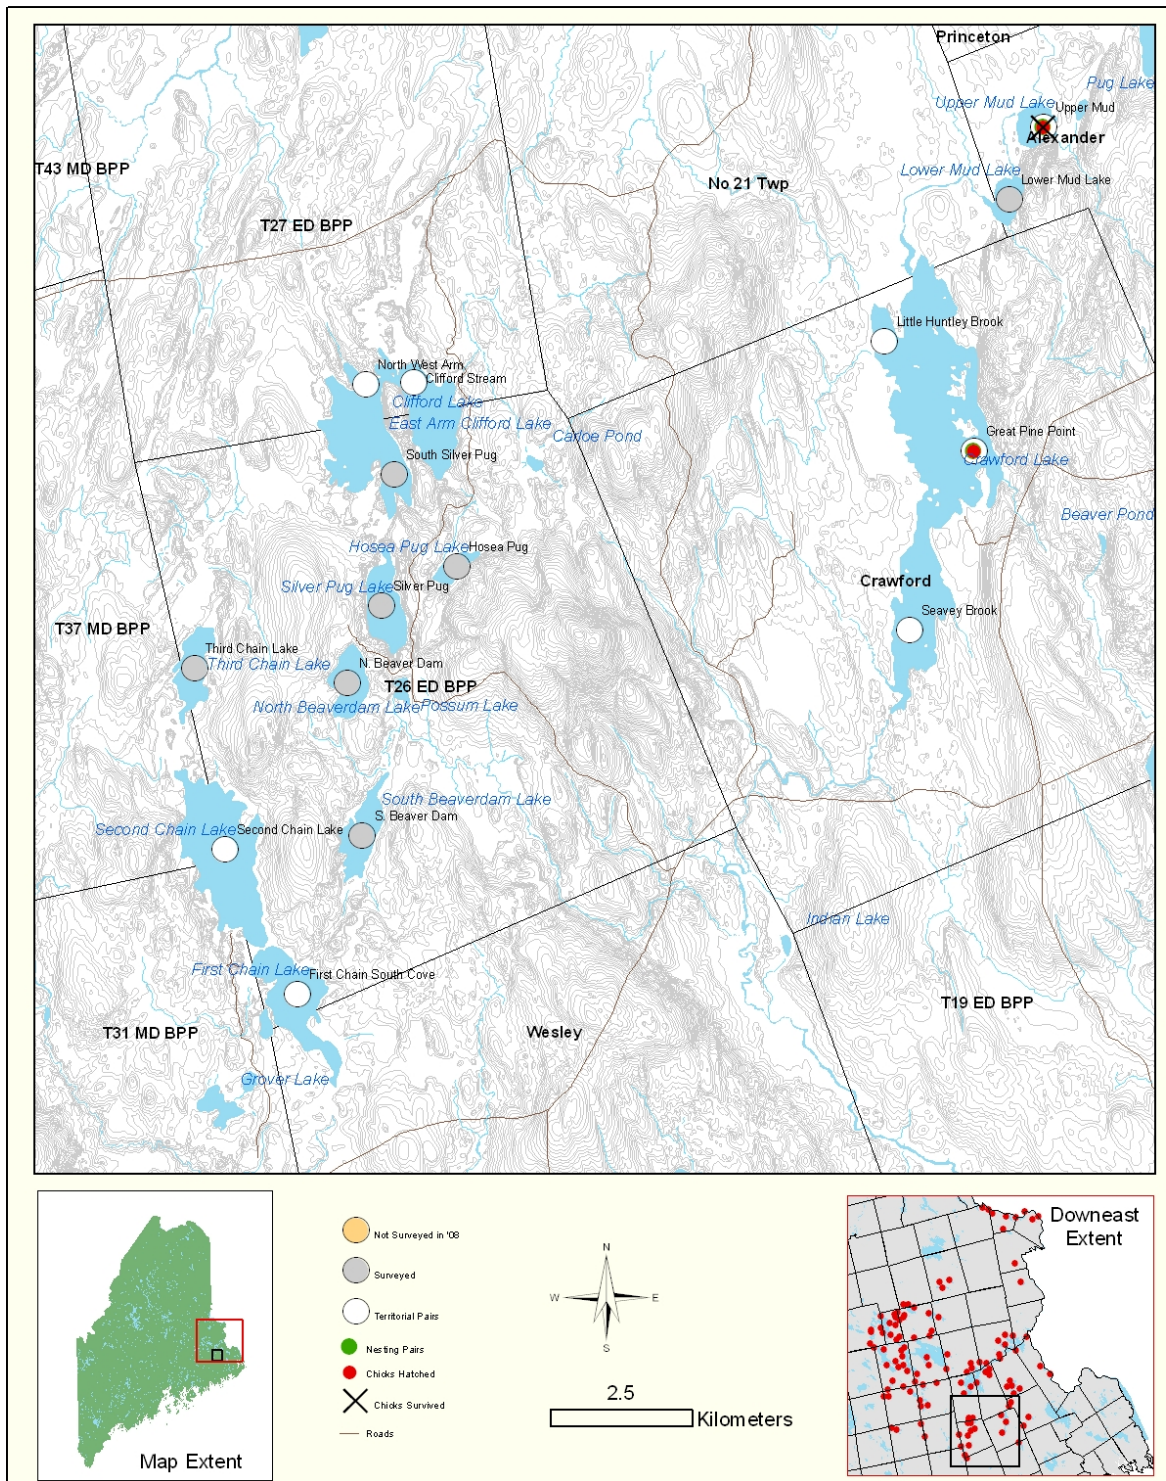 Princeton
Pug Lake
Upper Mud Lake
Upper Mud
Alexander
T43 MD BPP
Lower Mud Lake
Lower Mud Lake
No 21 Twp
T27 ED BPP
Little Huntley Brook
North West Arm
Clifford Stream
Clifford Lake
East Arm Clifford Lake
Carloe Pond
Great Pine Point
Crawford Lake
South Silver Pug
Beaver Pond
Hosea Pug Lake
Hosea Pug
Silver Pug Lake
Silver Pug
Crawford
Seavey Brook
T37 MD BPP
Third Chain Lake
Third Chain Lake
N. Beaver Dam
T26 ED BPP
North Beaverdam Lake
Possum Lake
South Beaverdam Lake
S. Beaver Dam
Second Chain Lake
Second Chain Lake
Indian Lake
First Chain Lake
First Chain South Cove
T19 ED BPP
T31 MD BPP
Wesley
Grover Lake
Map Extent
Not Surveyed in '08
Surveyed
Territorial Pairs
Nesting Pairs
Chicks Hatched
Chicks Survived
Roads
N
W
E
S
2.5
Kilometers
Downeast
Extent